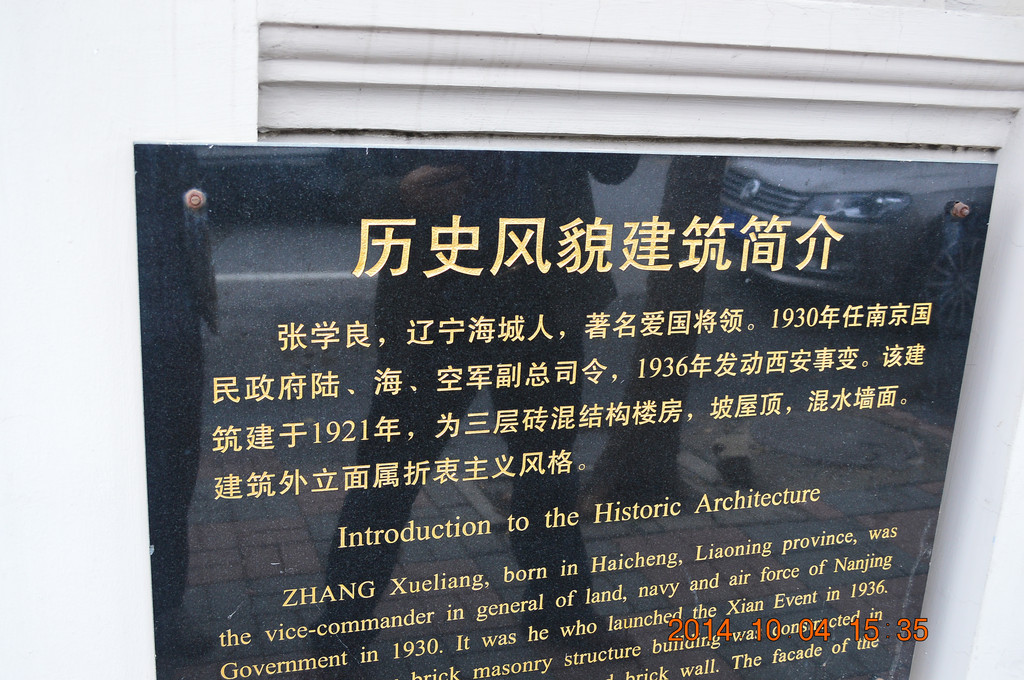 历史风貌建筑简介
张学良，辽宁海城人，著名爱国将领。1930年任南京国
民政府陆、海、空军副总司令，1936年发动西安事变。该建
筑建于1921年，为三层砖混结构楼房，坡屋顶，混水墙面。
建筑外立面属折衷主义风格。
Introduction to the Historic Architecture
ZHANG Xueliang, born in Haicheng, Liaoning province, was
the vice-commander in general of land, navy and air force of Nanjing
Government in 1930. It was he who launched the Xian Event in 1936.
brick masonry structure building was constructed in
brick wall. The facade of the
2014 10 04 15:35